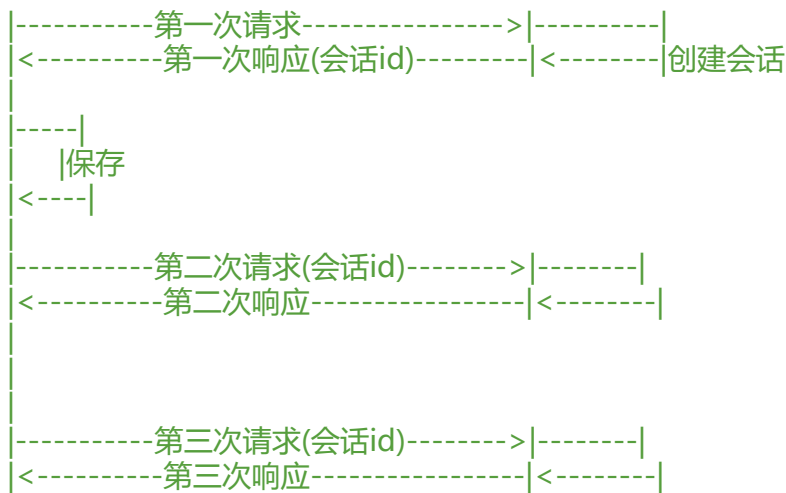 |-----------第一次请求---------------->|----------|
|<----------第一次响应(会话id)---------|<--------|创建会话
|
|-----|
|     |保存
|<----|
|
|-----------第二次请求(会话id)-------->|--------|
|<----------第二次响应-----------------|<--------|
|
|
|
|-----------第三次请求(会话id)-------->|--------|
|<----------第三次响应-----------------|<--------|